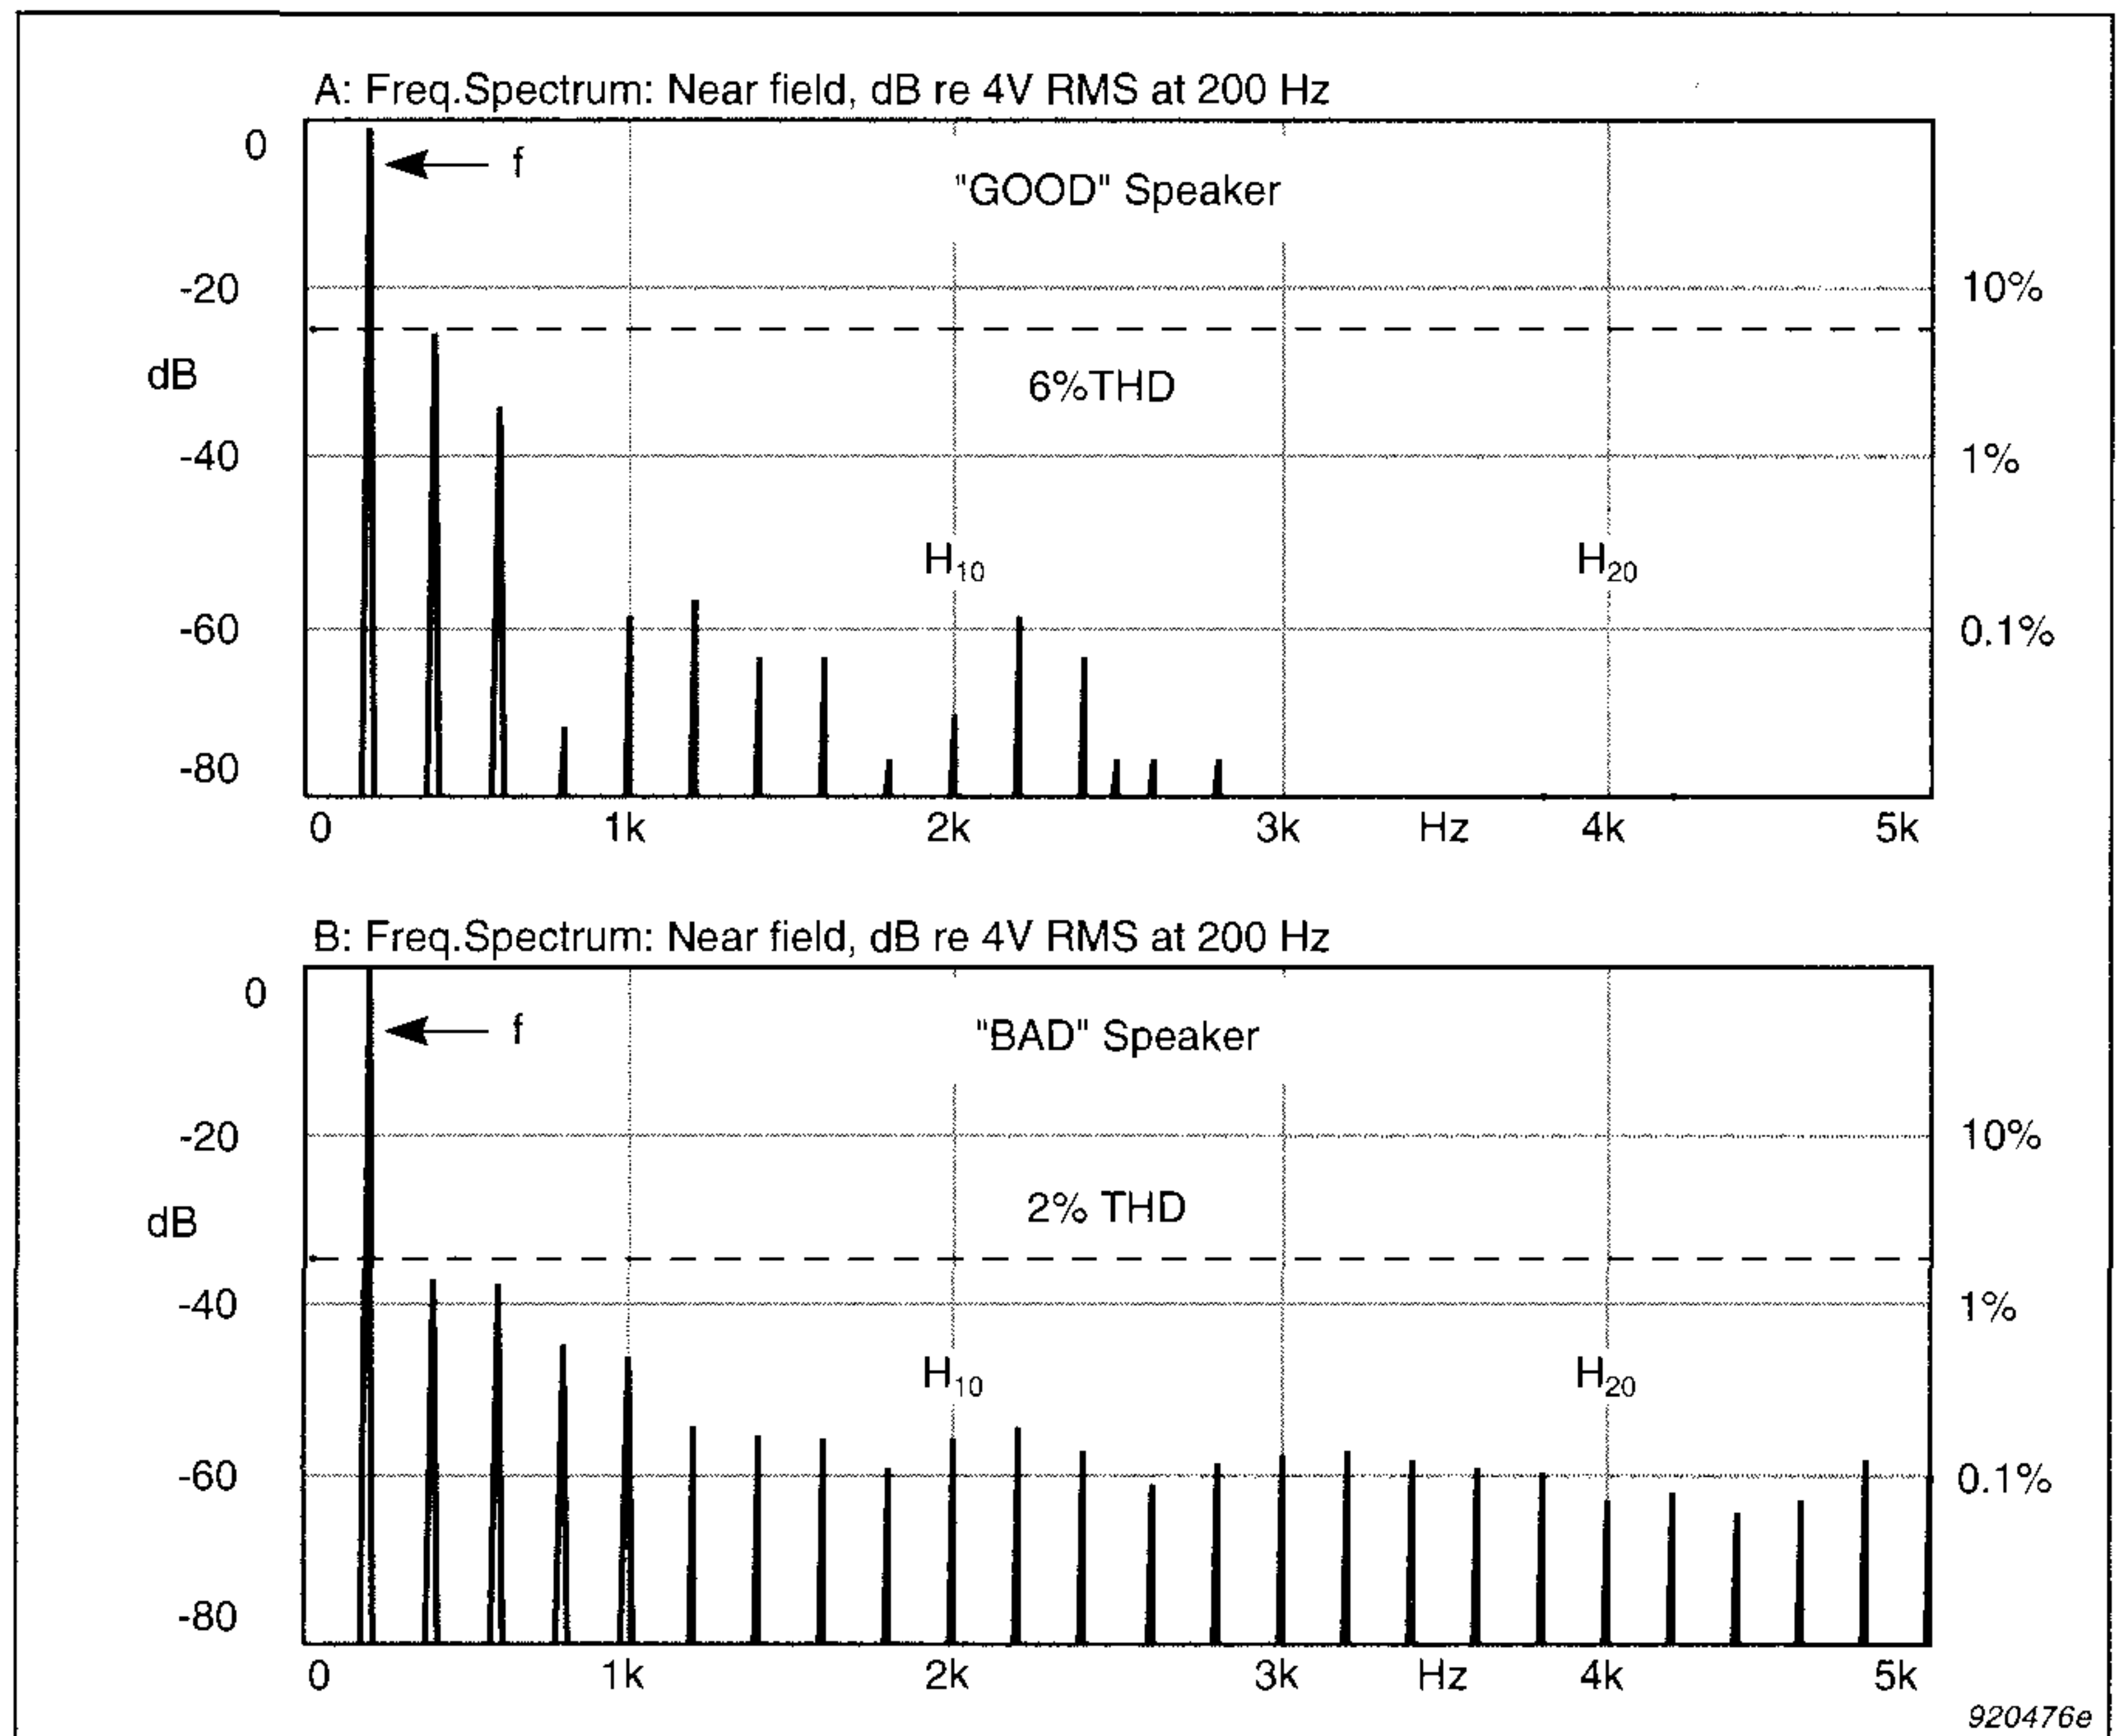 A: Freq.Spectrum: Near field, dB re 4V RMS at 200 Hz
0
f
"GOOD" Speaker
-20
10%
dB
6%THD
-40
1%
H10
H20
-60
0.1%
-80
0
1k
2k
3k
Hz
4k
5k
B: Freq.Spectrum: Near field, dB re 4V RMS at 200 Hz
0
f
"BAD" Speaker
-20
10%
2% THD
dB
-40
1%
H10
H20
-60
0.1%
-80
0
1k
2k
3k
Hz
4k
5k
920476e